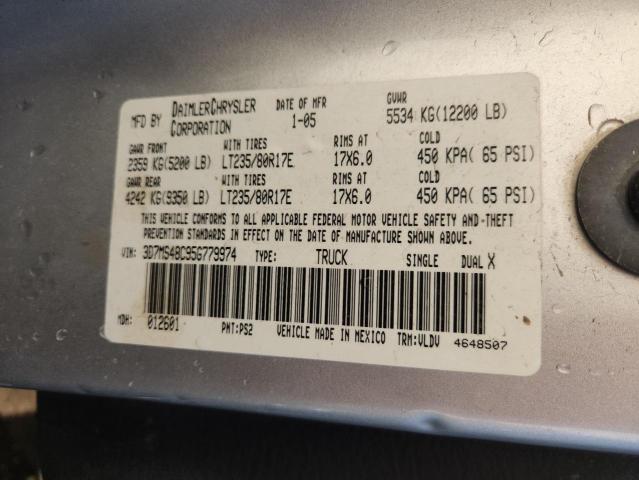 MFD BY DAIMLERCHRYSLER CORPORATION DATE OF MFR 1-05 GVWR 5534 KG(12200 LB)
GAWR FRONT WITH TIRES RIMS AT COLD
2359 KG(5200 LB) LT235/80R17E 17X6.0 450 KPA( 65 PSI)
GAWR REAR WITH TIRES RIMS AT COLD
4242 KG(9350 LB) LT235/80R17E 17X6.0 450 KPA( 65 PSI)
THIS VEHICLE CONFORMS TO ALL APPLICABLE FEDERAL MOTOR VEHICLE SAFETY AND-THEFT
PREVENTION STANDARDS IN EFFECT ON THE DATE OF MANUFACTURE SHOWN ABOVE.
VIN: 3D7MS48C95G779974 TYPE: TRUCK SINGLE DUAL X
MDH: 012601 PNT:PS2 VEHICLE MADE IN MEXICO TRM:VLDV 4648507